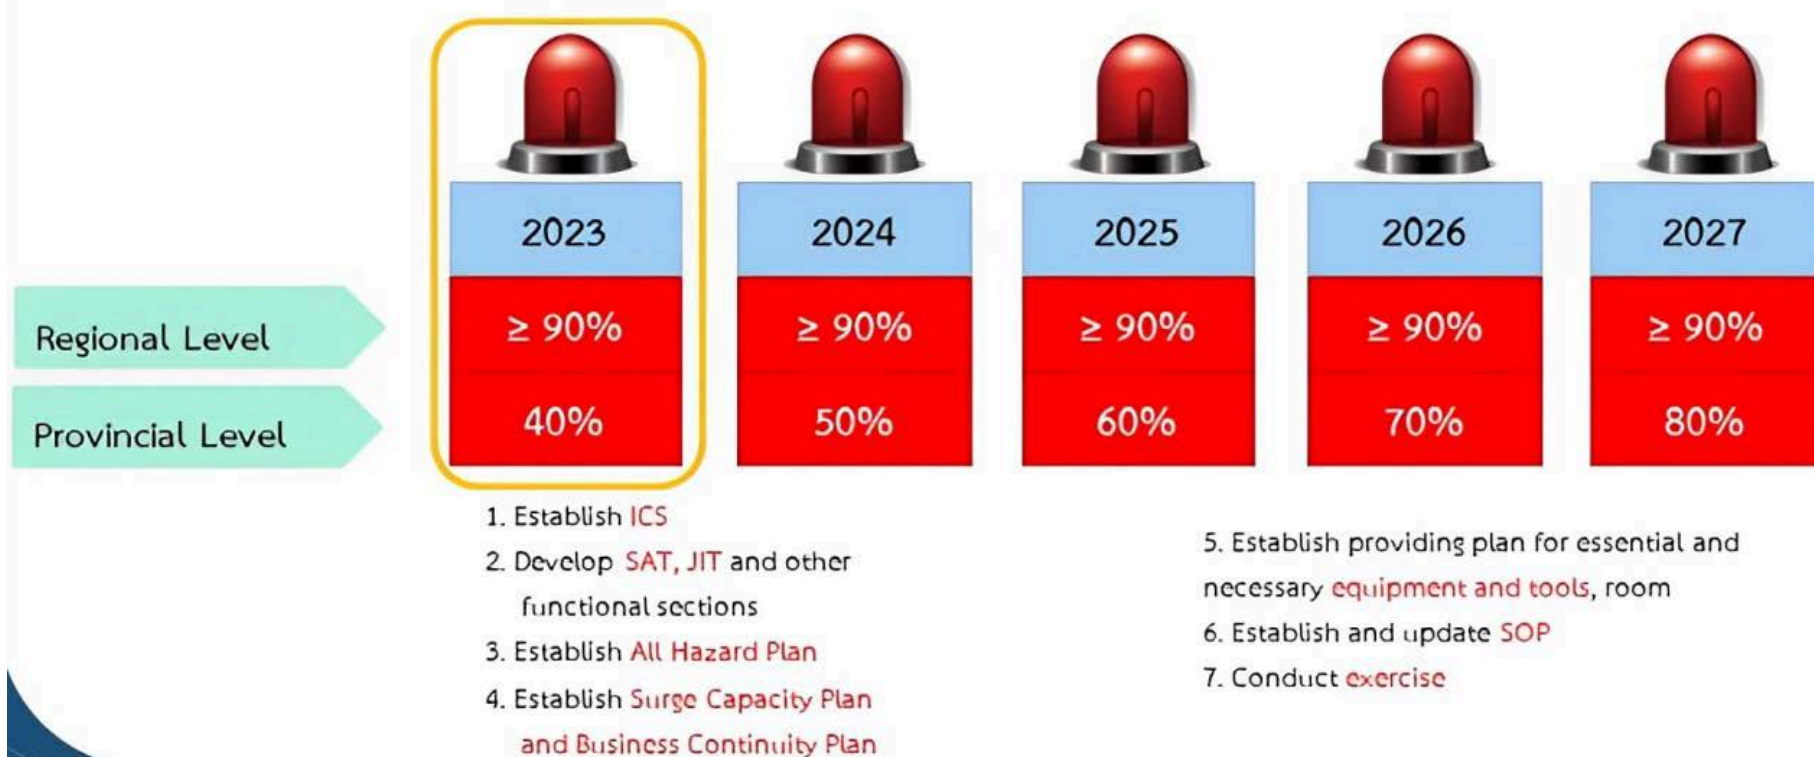 2023 2024 2025 2026 2027
Regional Level ≥ 90% ≥ 90% ≥ 90% ≥ 90% ≥ 90%
Provincial Level 40% 50% 60% 70% 80%
1. Establish ICS
2. Develop SAT, JIT and other
functional sections
3. Establish All Hazard Plan
4. Establish Surge Capacity Plan
and Business Continuity Plan
5. Establish providing plan for essential and
necessary equipment and tools, room
6. Establish and update SOP
7. Conduct exercise